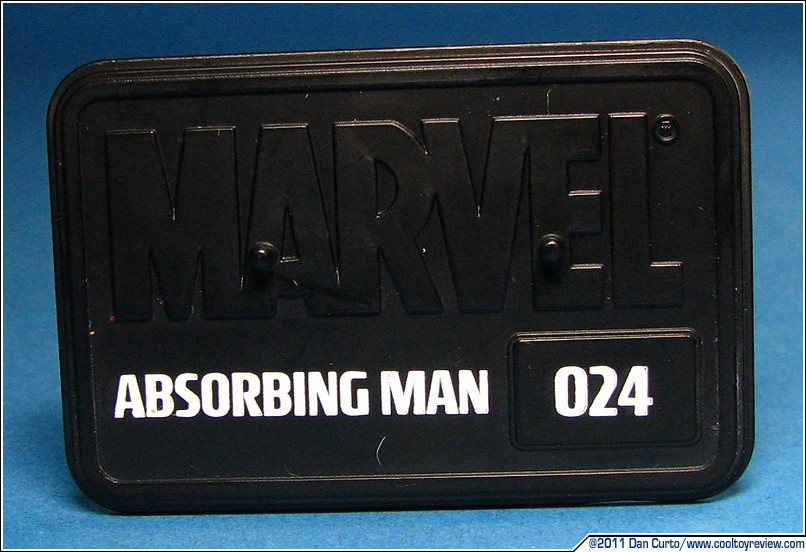 MARVEL®
ABSORBING MAN 024
©2011 Dan Curto/www.cooltoyreview.com